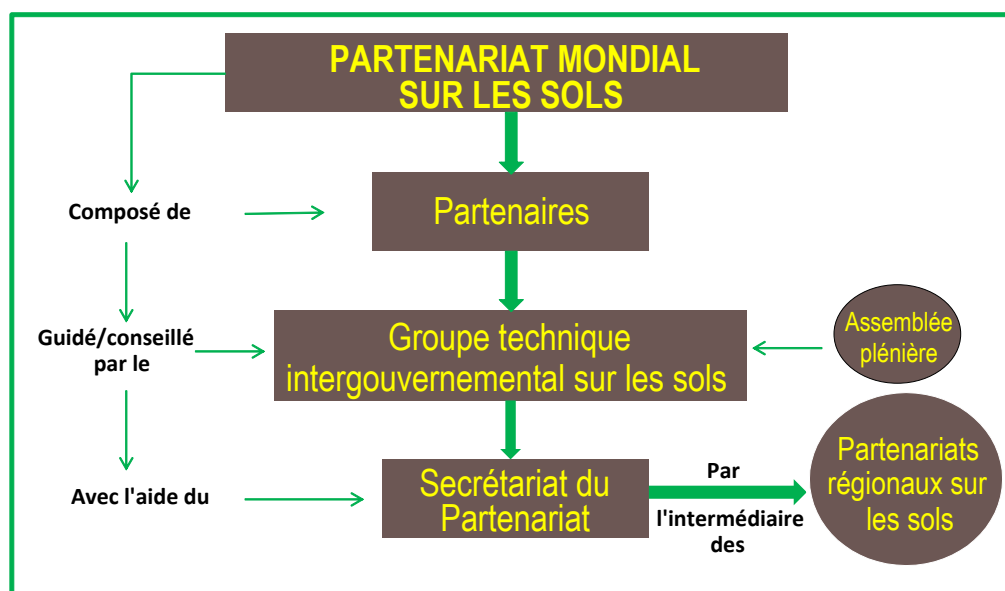 PARTENARIAT MONDIAL
SUR LES SOLS
Composé de
Partenaires
Guidé/conseillé
par le
Groupe technique
intergouvernemental sur les sols
Assemblée
plénière
Avec l'aide du
Secrétariat du
Partenariat
Par
l'intermédiaire
des
Partenariats
régionaux sur
les sols